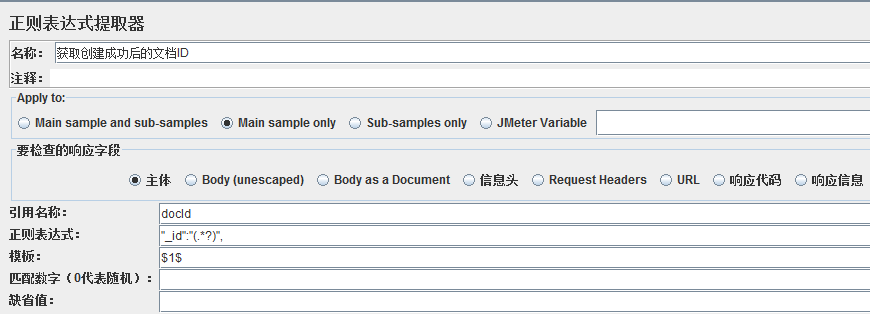 正则表达式提取器
名称： 获取创建成功后的文档ID
注释：
Apply to:
Main sample and sub-samples Main sample only Sub-samples only JMeter Variable
要检查的响应字段
主体 Body (unescaped) Body as a Document 信息头 Request Headers URL 响应代码 响应信息
引用名称： docId
正则表达式： "_id":"(.*?)",
模板： $1$
匹配数字（0代表随机）：
缺省值：